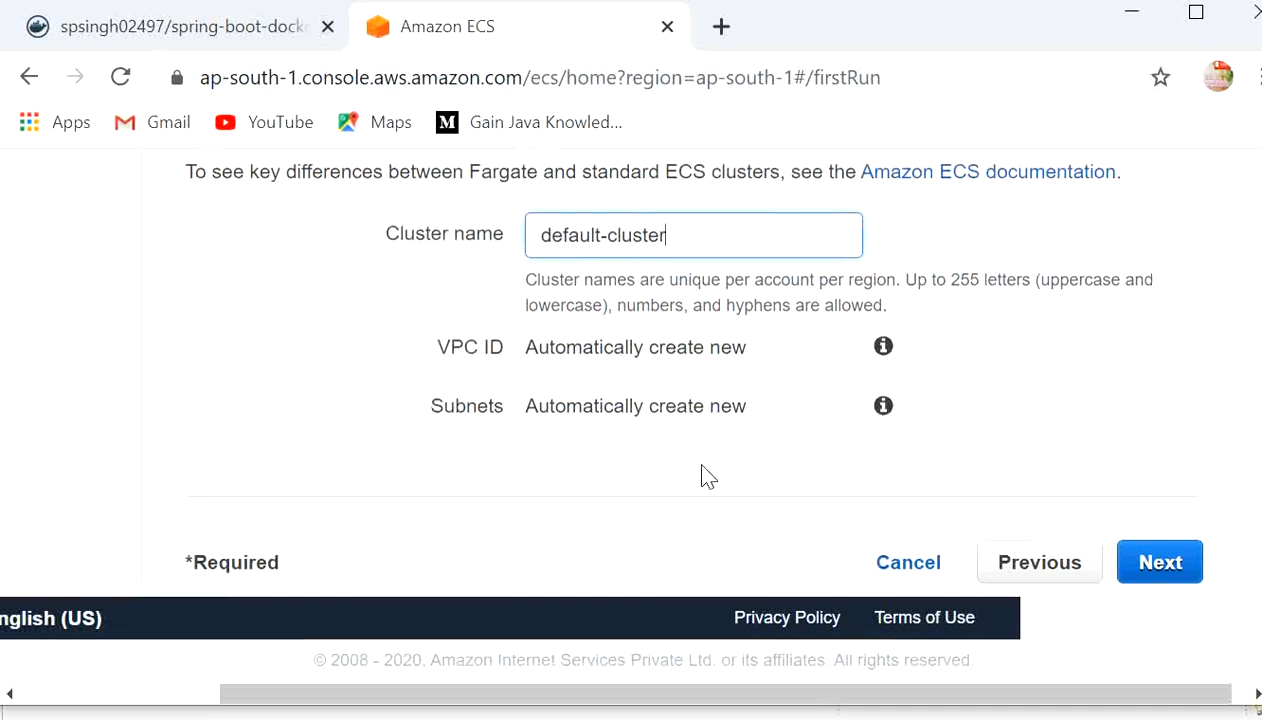 spsingh02497/spring-boot-dock
Amazon ECS
ap-south-1.console.aws.amazon.com/ecs/home?region=ap-south-1#/firstRun
Apps
Gmail
YouTube
Maps
M
Gain Java Knowled...
To see key differences between Fargate and standard ECS clusters, see the Amazon ECS documentation.
Cluster name
default-cluster
Cluster names are unique per account per region. Up to 255 letters (uppercase and
lowercase), numbers, and hyphens are allowed.
VPC ID
Automatically create new
Subnets
Automatically create new
*Required
Cancel
Previous
Next
nglish (US)
Privacy Policy
Terms of Use
© 2008 - 2020, Amazon Internet Services Private Ltd. or its affiliates. All rights reserved.